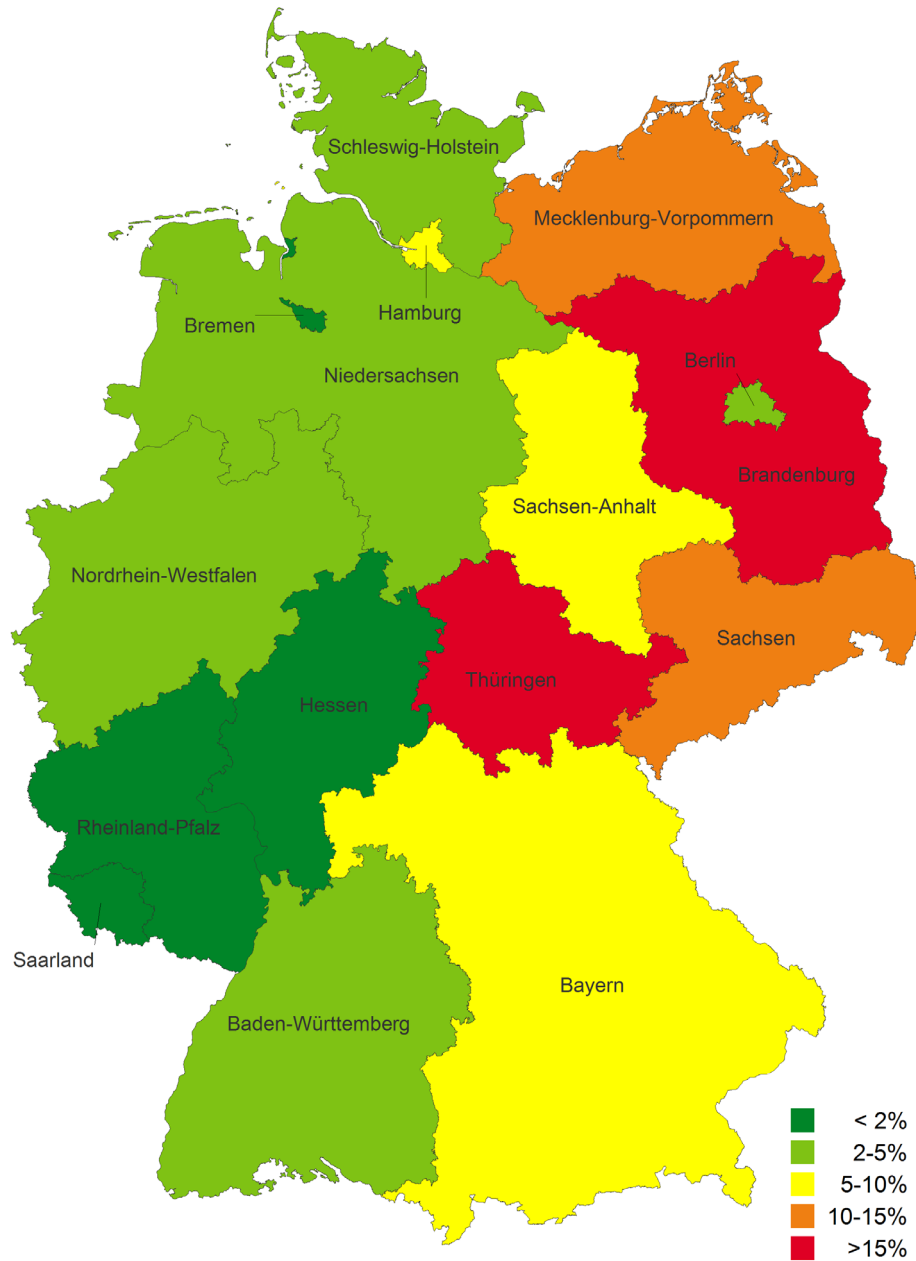 Schleswig-Holstein
Mecklenburg-Vorpommern
Hamburg
Bremen
Berlin
Niedersachsen
Brandenburg
Sachsen-Anhalt
Nordrhein-Westfalen
Sachsen
Thüringen
Hessen
Rheinland-Pfalz
Saarland
Bayern
Baden-Württemberg
< 2%
2-5%
5-10%
10-15%
>15%